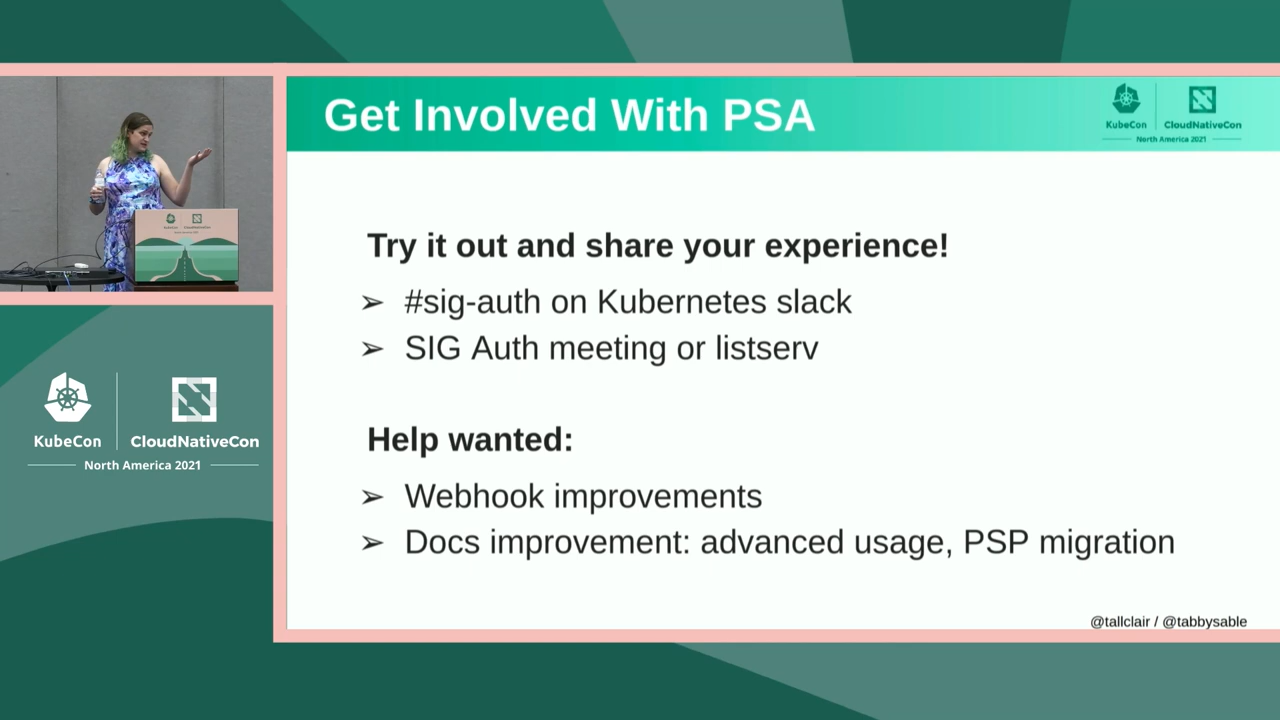 Get Involved With PSA
KubeCon
CloudNativeCon
North America 2021
Try it out and share your experience!
➢ #sig-auth on Kubernetes slack
➢ SIG Auth meeting or listserv
Help wanted:
➢ Webhook improvements
➢ Docs improvement: advanced usage, PSP migration
@tallclair / @tabbysable
KubeCon
CloudNativeCon
North America 2021